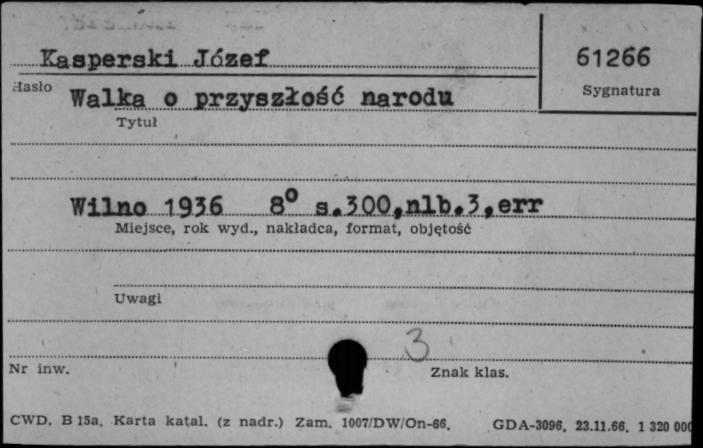 Kasperski Józef
61266
Hasło
Sygnatura
Walka o przyszłość narodu
Tytuł
Wilno 1936 8° s.300,nlb.3,err
Miejsce, rok wyd., nakładca, format, objętość
Uwagi
3
Nr inw.
Znak klas.
CWD. B 15a. Karta katal. (z nadr.) Zam. 1007/DW/On-66. GDA-3096. 23.11.66. 1 320 000